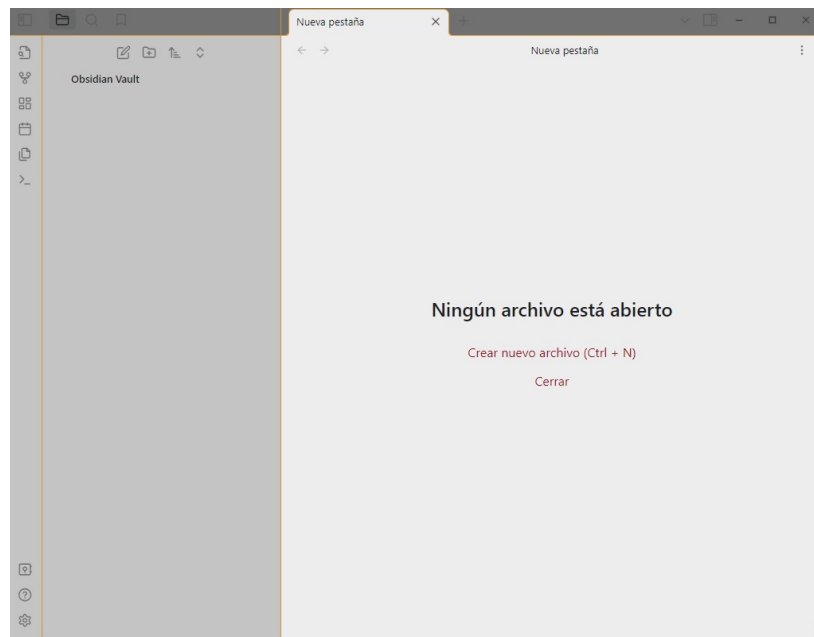 Nueva pestaña
Nueva pestaña
Obsidian Vault
Ningún archivo está abierto
Crear nuevo archivo (Ctrl + N)
Cerrar